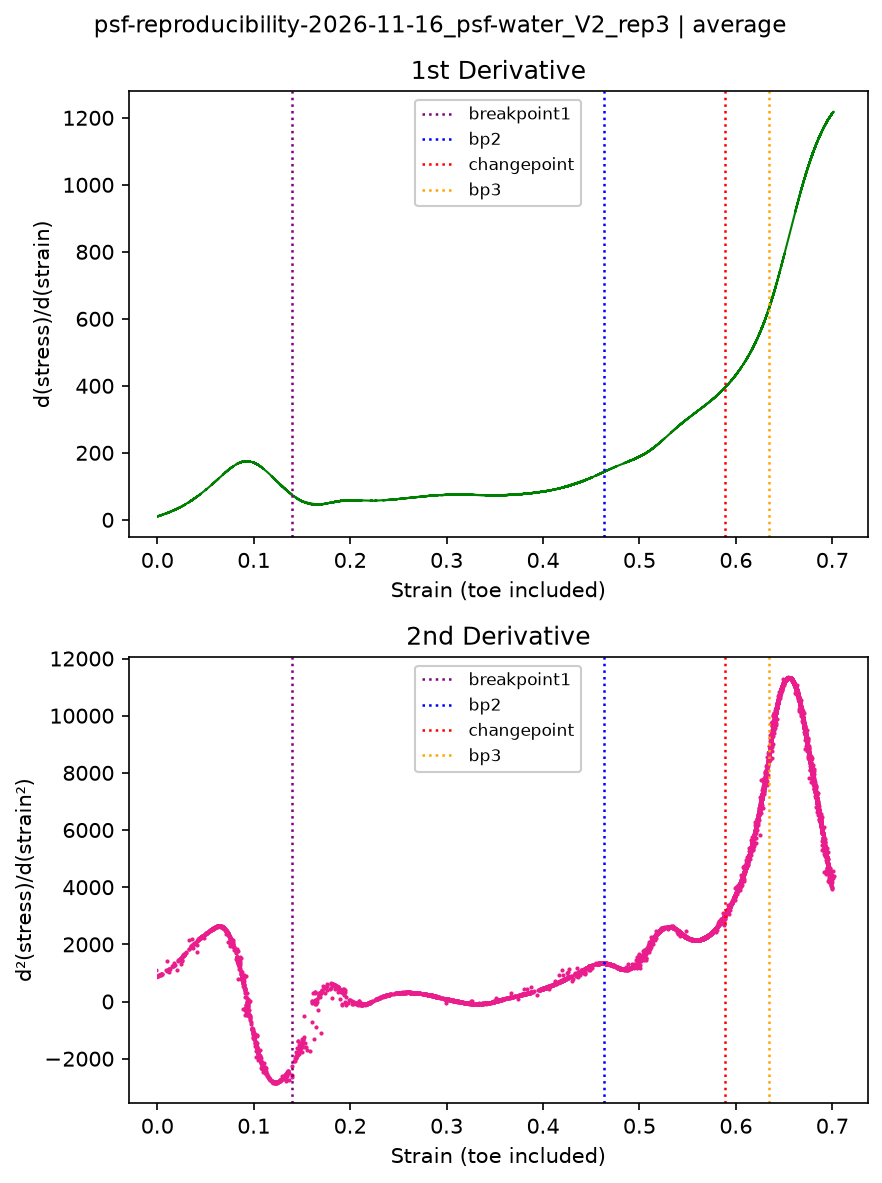 psf-reproducibility-2026-11-16_psf-water_V2_rep3 | average
1st Derivative
breakpoint1
bp2
changepoint
bp3
1200
1000
800
600
400
200
0
d(stress)/d(strain)
0.0 0.1 0.2 0.3 0.4 0.5 0.6 0.7
Strain (toe included)
2nd Derivative
breakpoint1
bp2
changepoint
bp3
12000
10000
8000
6000
4000
2000
0
−2000
d²(stress)/d(strain²)
0.0 0.1 0.2 0.3 0.4 0.5 0.6 0.7
Strain (toe included)